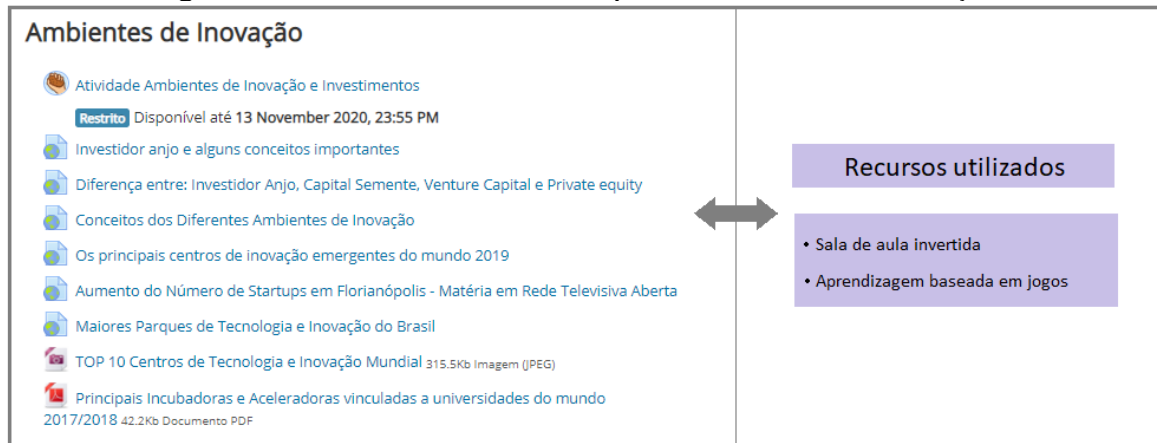 Ambientes de Inovação
Atividade Ambientes de Inovação e Investimentos
Restrito Disponível até 13 November 2020, 23:55 PM
Investidor anjo e alguns conceitos importantes
Diferença entre: Investidor Anjo, Capital Semente, Venture Capital e Private equity
Conceitos dos Diferentes Ambientes de Inovação
Os principais centros de inovação emergentes do mundo 2019
Aumento do Número de Startups em Florianópolis - Matéria em Rede Televisiva Aberta
Maiores Parques de Tecnologia e Inovação do Brasil
TOP 10 Centros de Tecnologia e Inovação Mundial 315.5Kb Imagem (JPEG)
Principais Incubadoras e Aceleradoras vinculadas a universidades do mundo
2017/2018 42.2Kb Documento PDF
Recursos utilizados
• Sala de aula invertida
• Aprendizagem baseada em jogos